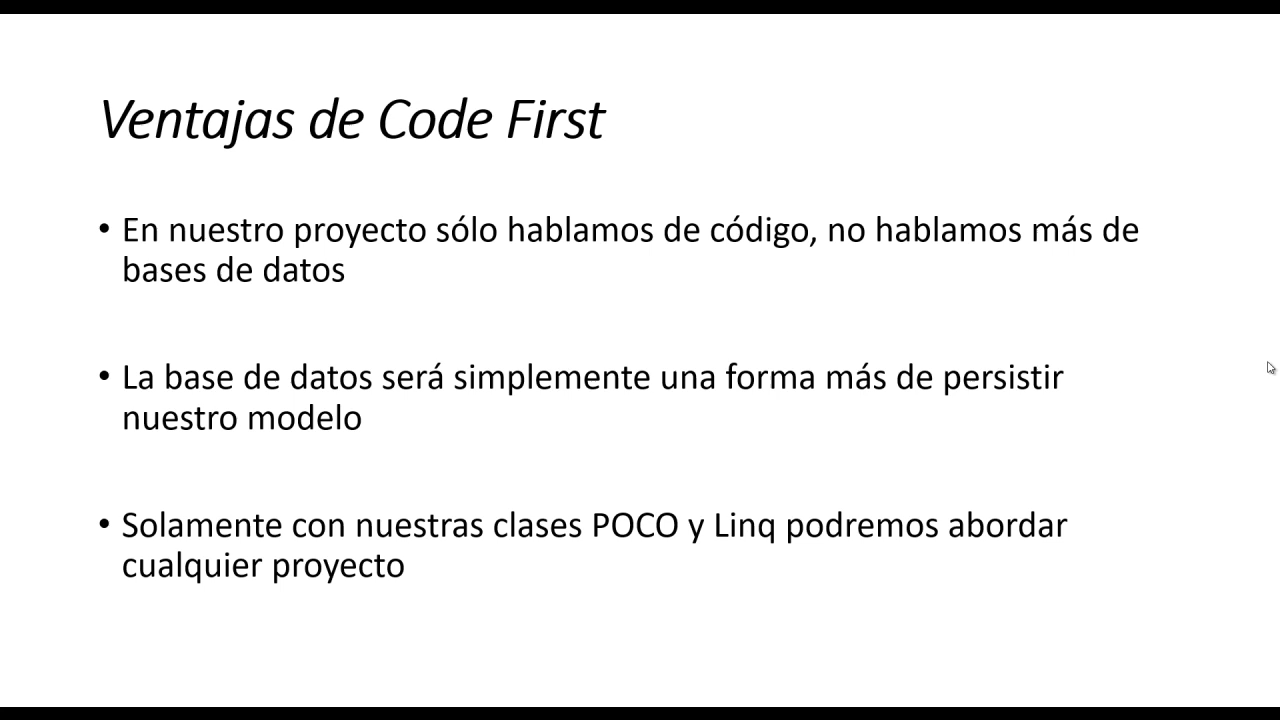 Ventajas de Code First
• En nuestro proyecto sólo hablamos de código, no hablamos más de
bases de datos
• La base de datos será simplemente una forma más de persistir
nuestro modelo
• Solamente con nuestras clases POCO y Linq podremos abordar
cualquier proyecto